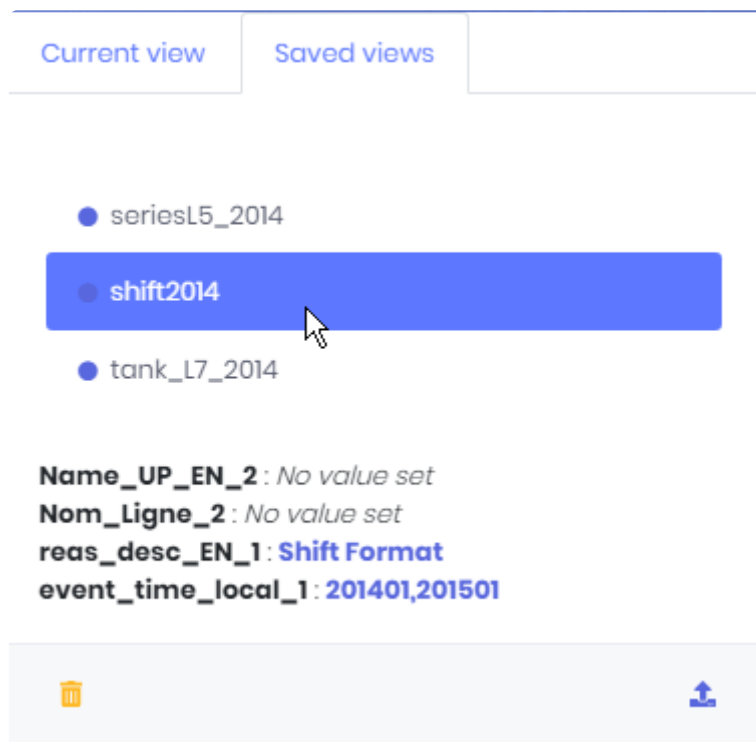 Current view
Saved views
seriesL5_2014
shift2014
tank_L7_2014
Name_UP_EN_2 : No value set
Nom_Ligne_2 : No value set
reas_desc_EN_1 : Shift Format
event_time_local_1 : 201401,201501